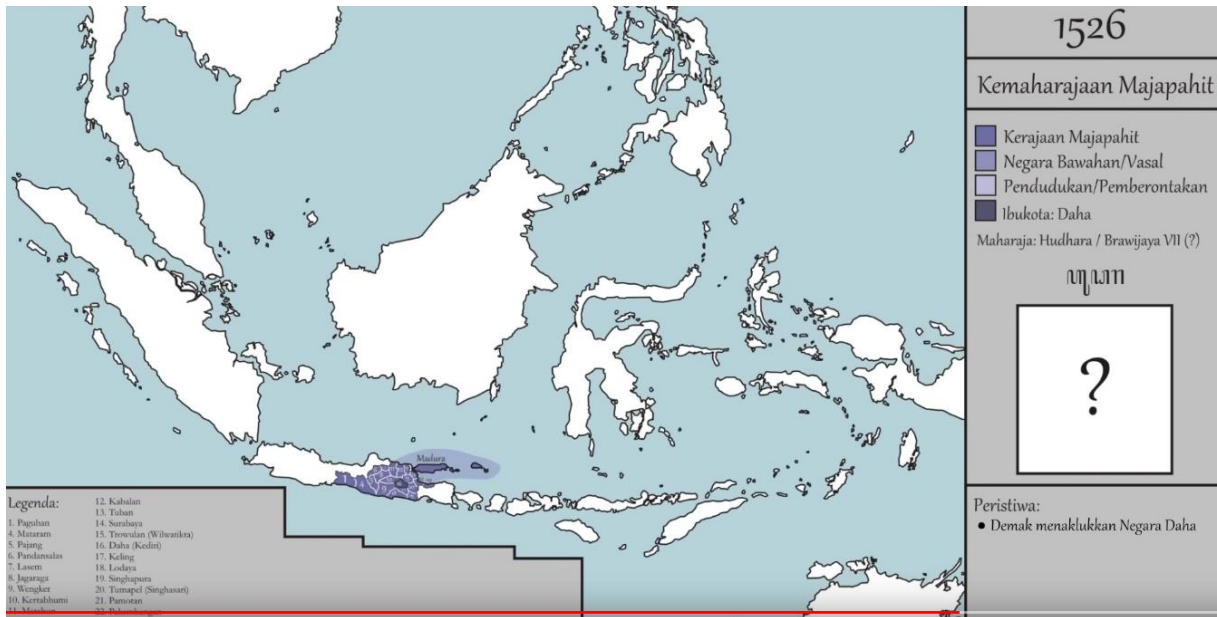 1526
Kemaharajaan Majapahit
Kerajaan Majapahit
Negara Bawahan/Vasal
Pendudukan/Pemberontakan
Ibukota: Daha
Maharaja: Hudhara / Brawijaya VII (?)
?
Peristiwa:
• Demak menaklukkan Negara Daha
Madura
Legenda:
1. Paguhan
4. Mataram
5. Pajang
6. Pandansalas
7. Lasem
8. Jagaraga
9. Wengker
10. Kertabhumi
12. Kabalan
13. Tuban
14. Surabaya
15. Trowulan (Wilwatikta)
16. Daha (Kediri)
17. Keling
18. Lodaya
19. Singhapura
20. Tumapel (Singhasari)
21. Pamotan